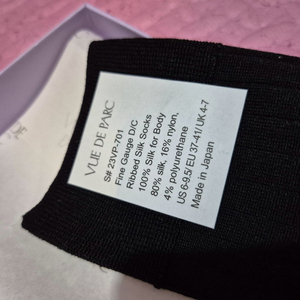 VUE DE PARC
S# 23VP-701
Fine Gauge D/C
Ribbed Silk Socks
100% Silk for Body
80% silk, 16% nylon,
4% polyurethane
US 6-9.5/ EU 37-41/ UK 4-7
Made in Japan